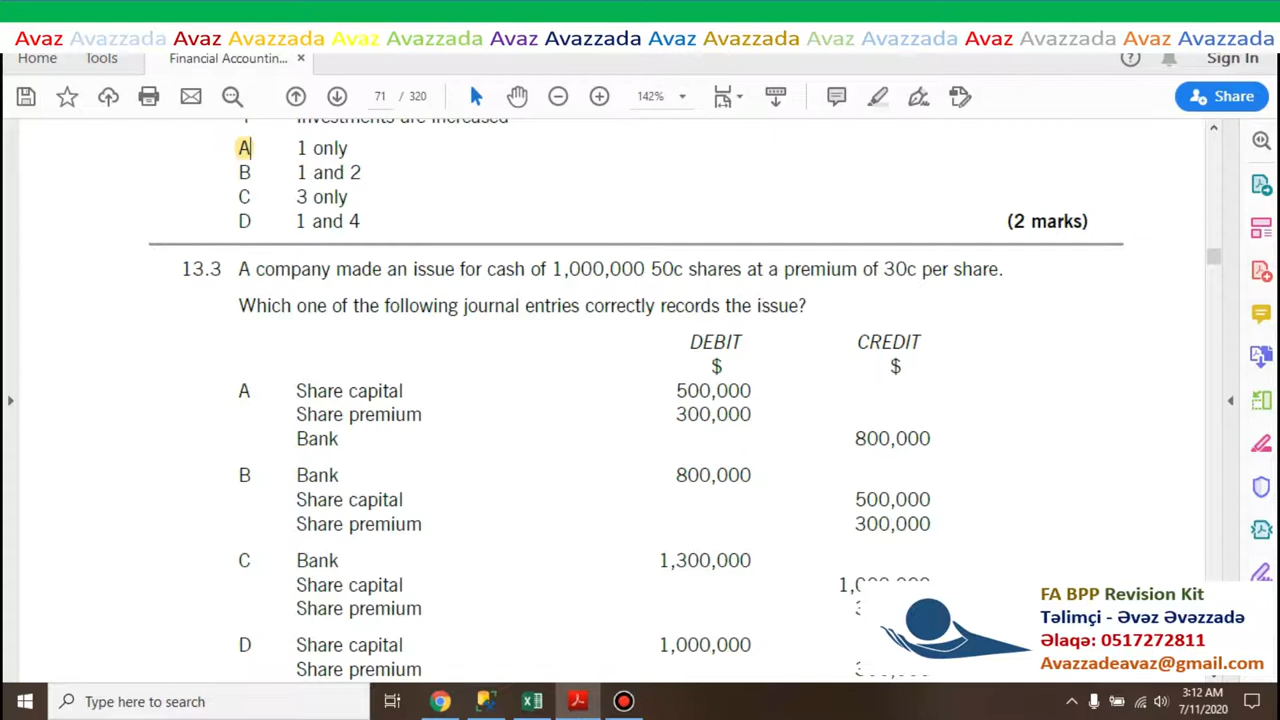 Avaz Avazzada Avaz Avazzada Avaz Avazzada Avaz Avazzada Avaz Avazzada Avaz Avazzada Avaz Avazzada Avaz Avazzada
Home Tools Financial Accountin... × Sign In
71 / 320 142% Share
Investments are increased
A 1 only
B 1 and 2
C 3 only
D 1 and 4 (2 marks)
13.3 A company made an issue for cash of 1,000,000 50c shares at a premium of 30c per share.
Which one of the following journal entries correctly records the issue?
DEBIT CREDIT
$ $
A Share capital 500,000
Share premium 300,000
Bank 800,000
B Bank 800,000
Share capital 500,000
Share premium 300,000
C Bank 1,300,000
Share capital
Share premium
D Share capital 1,000,000
Share premium
FA BPP Revision Kit
Təlimçi - Əvəz Əvəzzadə
Əlaqə: 0517272811
Avazzadeavaz@gmail.com
Type here to search
3:12 AM
7/11/2020